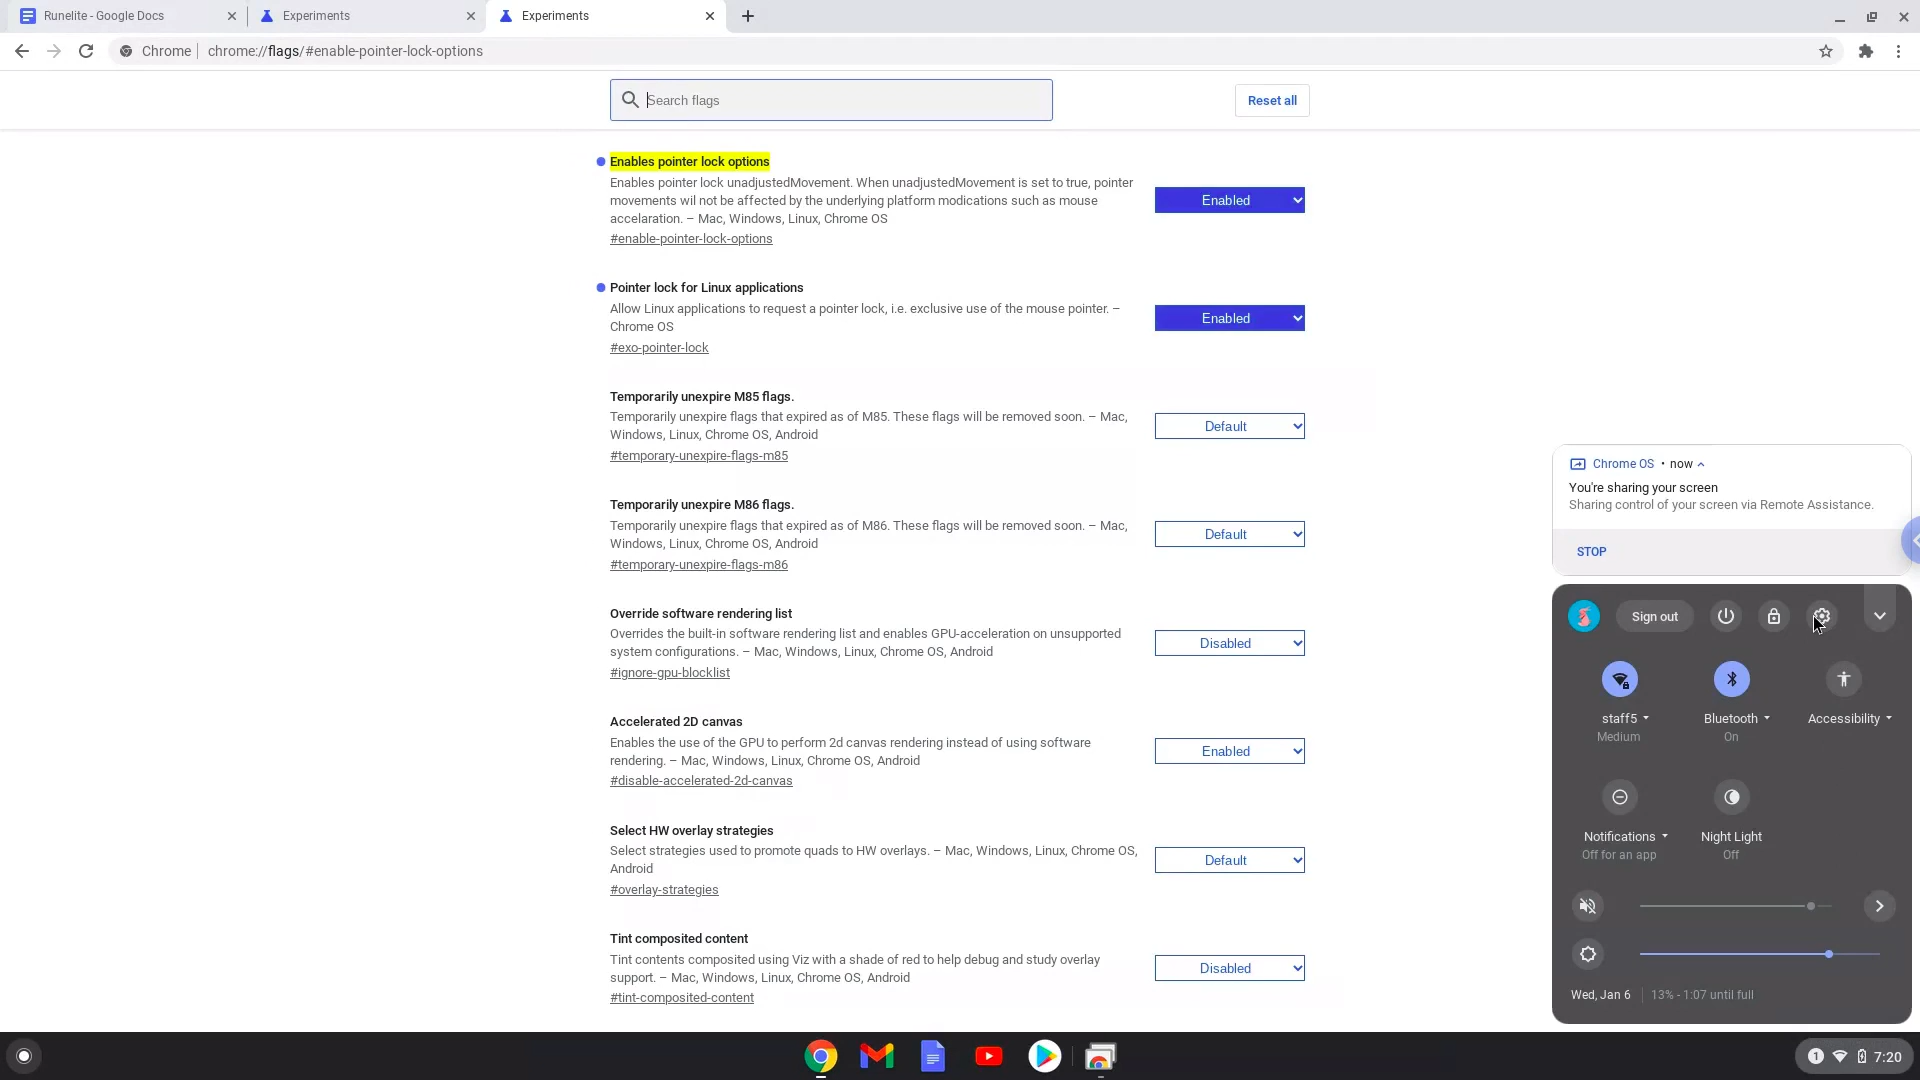 Runelite - Google Docs
Experiments
Experiments
Chrome
chrome://flags/#enable-pointer-lock-options
Search flags
Reset all
Enables pointer lock options
Enables pointer lock unadjustedMovement. When unadjustedMovement is set to true, pointer
movements wil not be affected by the underlying platform modications such as mouse
accelaration. – Mac, Windows, Linux, Chrome OS
#enable-pointer-lock-options
Enabled
Pointer lock for Linux applications
Allow Linux applications to request a pointer lock, i.e. exclusive use of the mouse pointer. –
Chrome OS
#exo-pointer-lock
Enabled
Temporarily unexpire M85 flags.
Temporarily unexpire flags that expired as of M85. These flags will be removed soon. – Mac,
Windows, Linux, Chrome OS, Android
#temporary-unexpire-flags-m85
Default
Temporarily unexpire M86 flags.
Temporarily unexpire flags that expired as of M86. These flags will be removed soon. – Mac,
Windows, Linux, Chrome OS, Android
#temporary-unexpire-flags-m86
Default
Override software rendering list
Overrides the built-in software rendering list and enables GPU-acceleration on unsupported
system configurations. – Mac, Windows, Linux, Chrome OS, Android
#ignore-gpu-blocklist
Disabled
Accelerated 2D canvas
Enables the use of the GPU to perform 2d canvas rendering instead of using software
rendering. – Mac, Windows, Linux, Chrome OS, Android
#disable-accelerated-2d-canvas
Enabled
Select HW overlay strategies
Select strategies used to promote quads to HW overlays. – Mac, Windows, Linux, Chrome OS,
Android
#overlay-strategies
Default
Tint composited content
Tint contents composited using Viz with a shade of red to help debug and study overlay
support. – Mac, Windows, Linux, Chrome OS, Android
#tint-composited-content
Disabled
Chrome OS • now
You're sharing your screen
Sharing control of your screen via Remote Assistance.
STOP
Sign out
staff5
Medium
Bluetooth
On
Accessibility
Notifications
Off for an app
Night Light
Off
Wed, Jan 6
13% - 1:07 until full
1
7:20